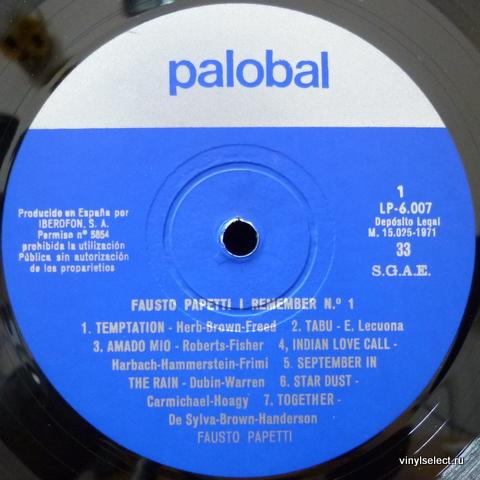 palobal
Producido en España por
IBEROFON, S. A.
Permiso nº 5854
prohibida la utilización
Pública sin autorización
de los proparietios
1
LP-6.007
Depósito Legal
M. 15.025-1971
33
S.G.A.E.
FAUSTO PAPETTI I REMEMBER N.º 1
1. TEMPTATION - Herb-Brown-Freed - 2. TABU - E. Lecuona
3. AMADO MIO - Roberts-Fisher - 4, INDIAN LOVE CALL -
Harbach-Hammerstein-Frimi - 5. SEPTEMBER IN
THE RAIN - Dubin-Warren - 6. STAR DUST -
Carmichael-Hoagy - 7. TOGETHER -
De Sylva-Brown-Handerson
FAUSTO PAPETTI
vinylselect.ru